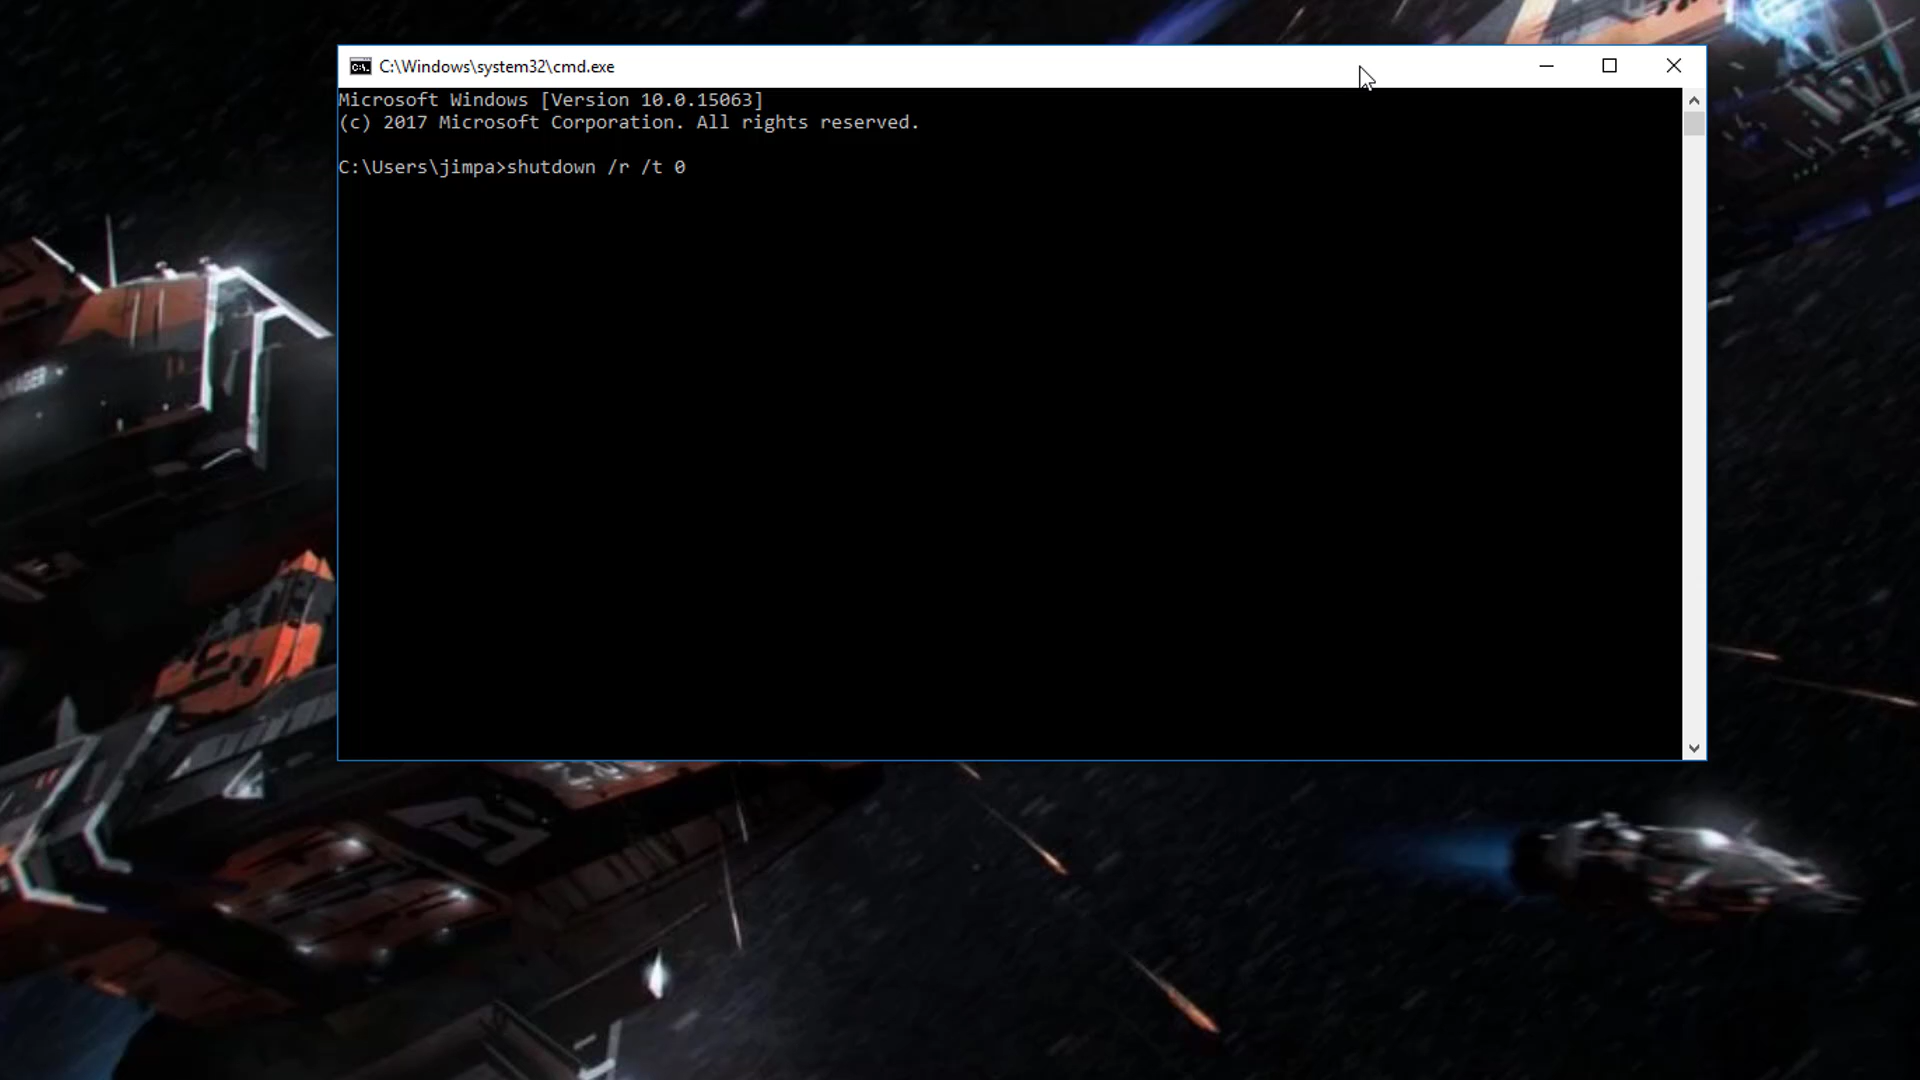 C:\Windows\system32\cmd.exe
Microsoft Windows [Version 10.0.15063]
(c) 2017 Microsoft Corporation. All rights reserved.
C:\Users\jimpa>shutdown /r /t 0